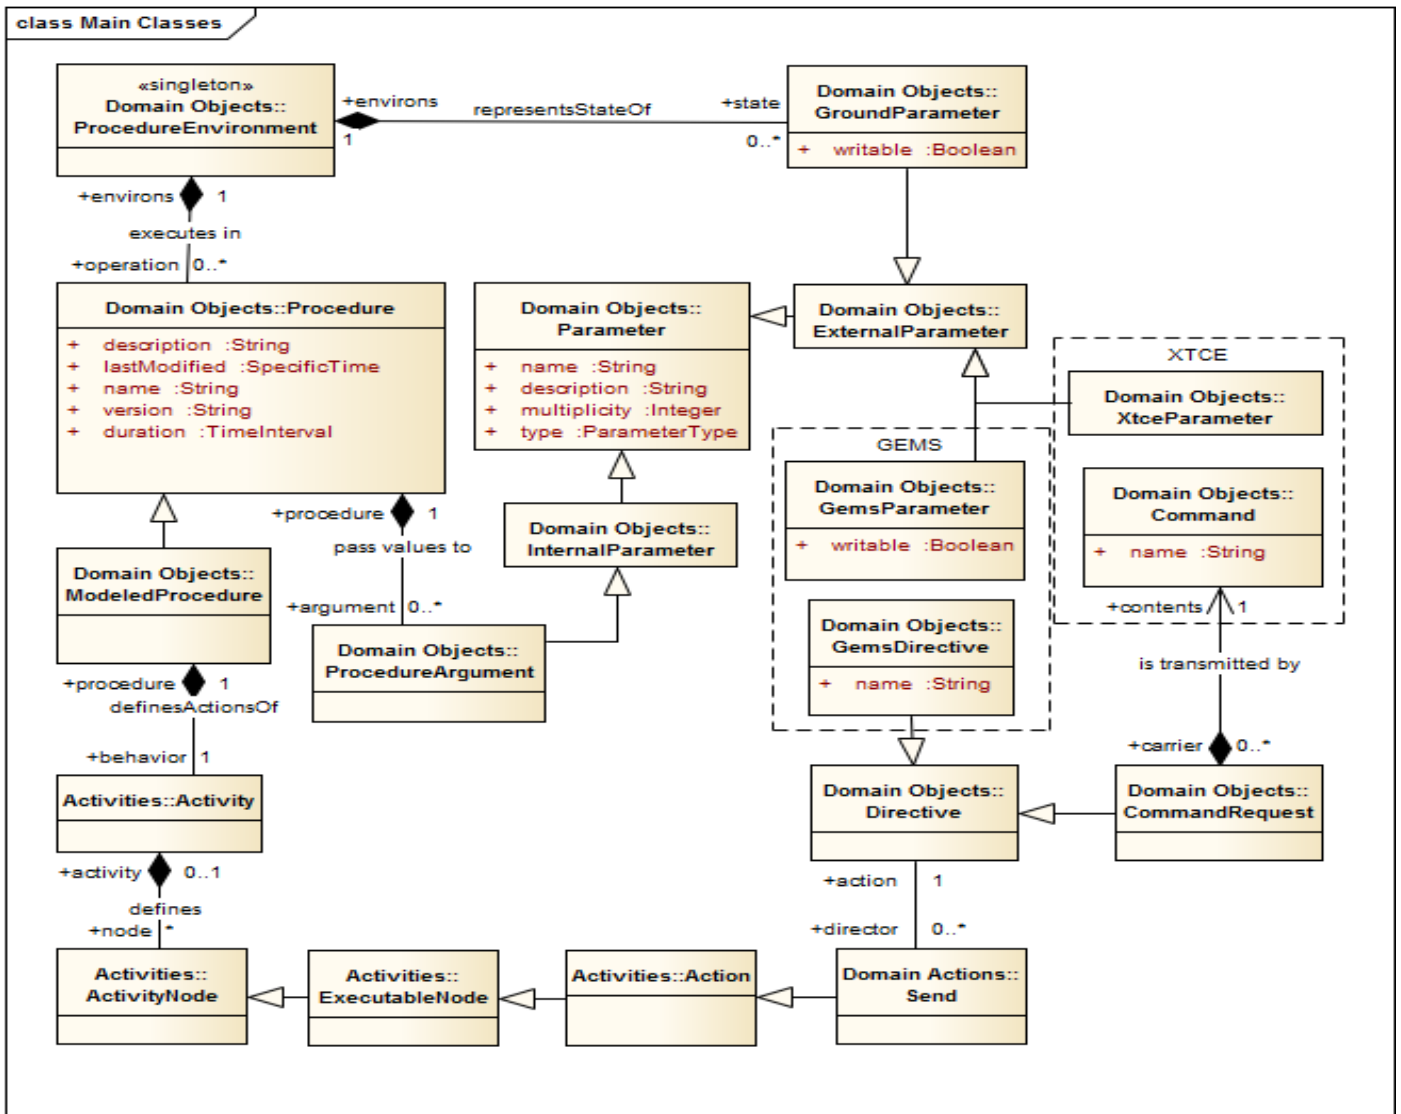 class Main Classes
«singleton»
Domain Objects::
ProcedureEnvironment
+environs
1
representsStateOf
+state
0..*
Domain Objects::
GroundParameter
+ writable :Boolean
+environs 1
executes in
+operation 0..*
Domain Objects::Procedure
+ description :String
+ lastModified :SpecificTime
+ name :String
+ version :String
+ duration :TimeInterval
Domain Objects::
Parameter
+ name :String
+ description :String
+ multiplicity :Integer
+ type :ParameterType
Domain Objects::
ExternalParameter
XTCE
Domain Objects::
XtceParameter
Domain Objects::
Command
+ name :String
GEMS
Domain Objects::
GemsParameter
+ writable :Boolean
Domain Objects::
GemsDirective
+ name :String
+procedure 1
pass values to
+argument 0..*
Domain Objects::
InternalParameter
Domain Objects::
ModeledProcedure
Domain Objects::
ProcedureArgument
+contents 1
is transmitted by
+carrier 0..*
+procedure 1
definesActionsOf
+behavior 1
Activities::Activity
Domain Objects::
Directive
Domain Objects::
CommandRequest
+activity 0..1
defines
+node *
+action 1
+director 0..*
Activities::
ActivityNode
Activities::
ExecutableNode
Activities::Action
Domain Actions::
Send